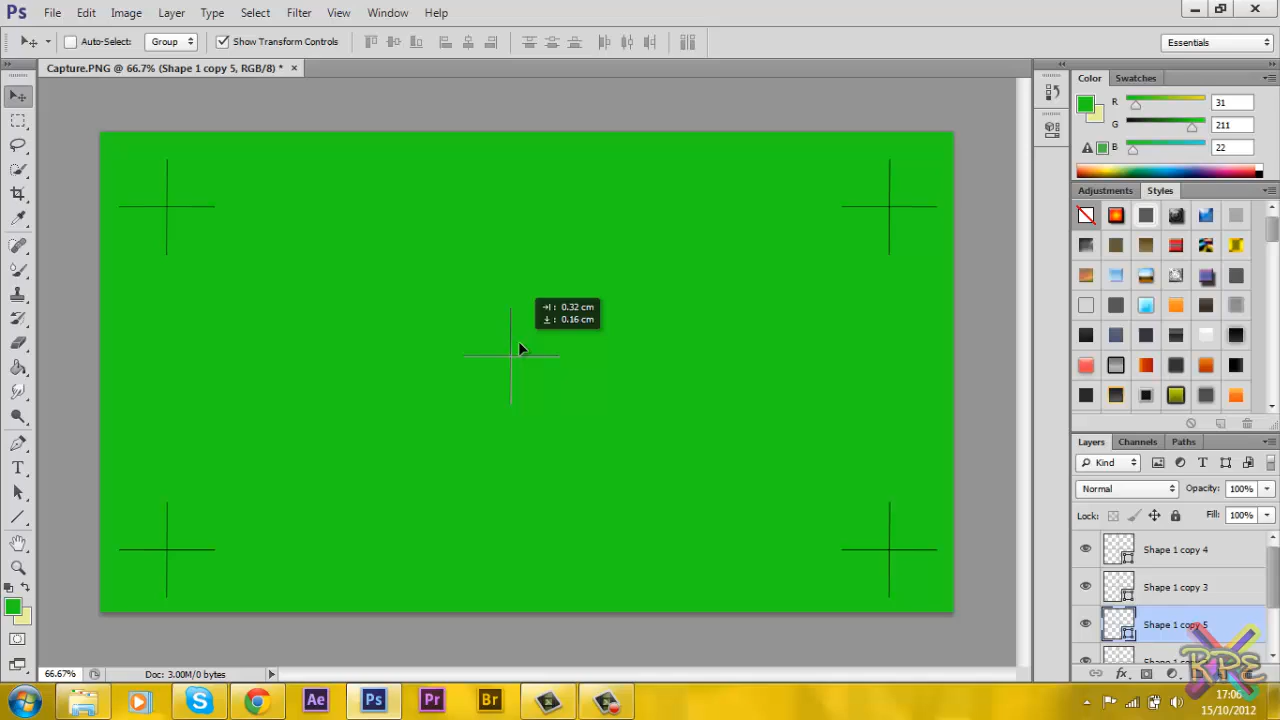 Ps File Edit Image Layer Type Select Filter View Window Help
Auto-Select: Group Show Transform Controls Essentials
Capture.PNG @ 66.7% (Shape 1 copy 5, RGB/8) * ×
Color Swatches
R 31
G 211
B 22
Adjustments Styles
: 0.32 cm
: 0.16 cm
Layers Channels Paths
Kind
Normal Opacity: 100%
Lock: Fill: 100%
Shape 1 copy 4
Shape 1 copy 3
Shape 1 copy 5
66.67% Doc: 3.00M/0 bytes
RPE
Ae Ps Pr Br
17:06
15/10/2012